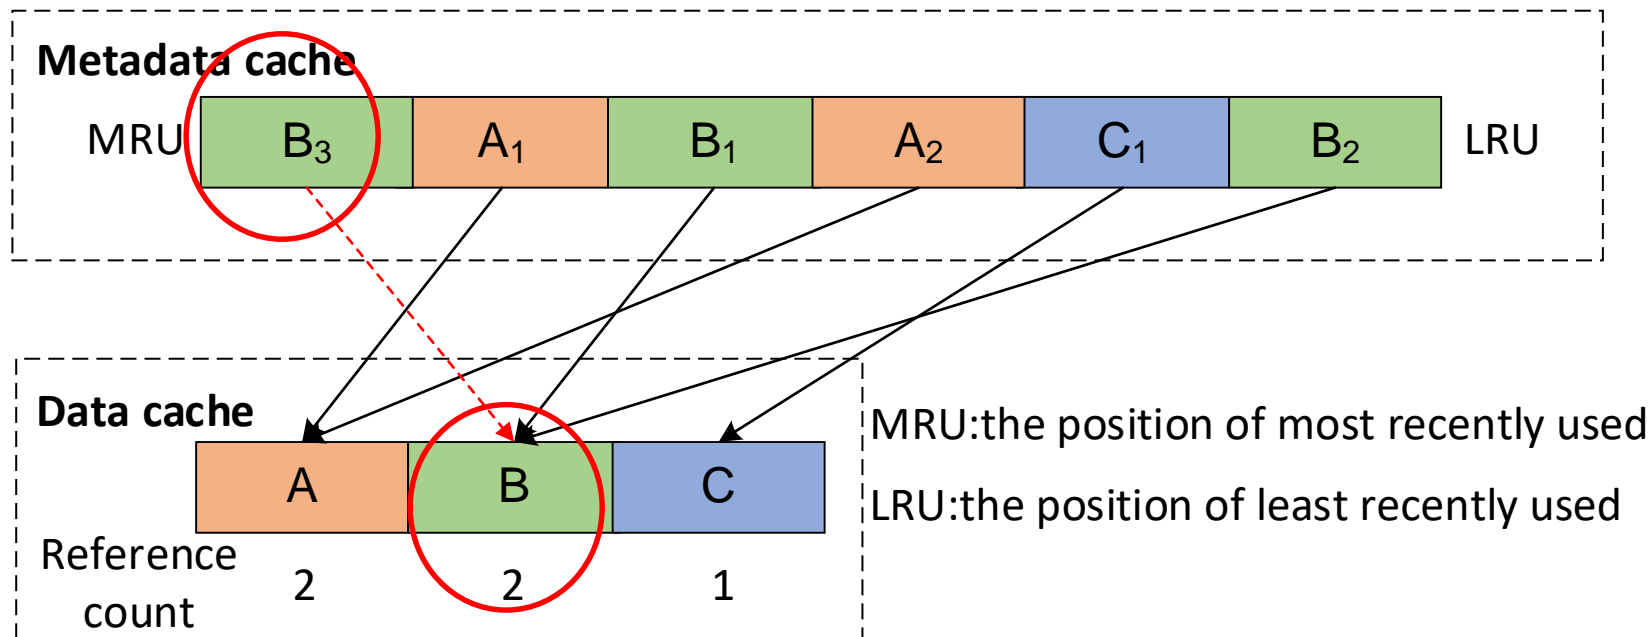 Metadata cache
MRU B₃ A₁ B₁ A₂ C₁ B₂ LRU
Data cache
MRU:the position of most recently used
A B C
LRU:the position of least recently used
Reference count 2 2 1